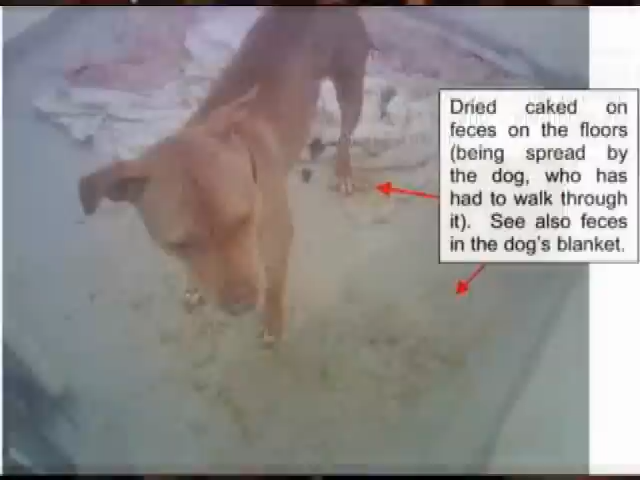 Dried caked on
feces on the floors
(being spread by
the dog, who has
had to walk through
it). See also feces
in the dog's blanket.